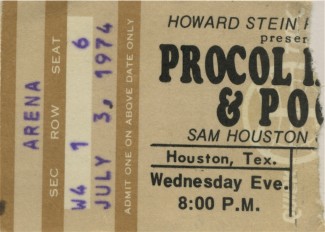 ARENA
SEC ROW SEAT
W4 1 6
JULY 3, 1974
ADMIT ONE ON ABOVE DATE ONLY
HOWARD STEIN
presen
PROCOL
& PO
SAM HOUSTON
Houston, Tex.
Wednesday Eve.
8:00 P.M.